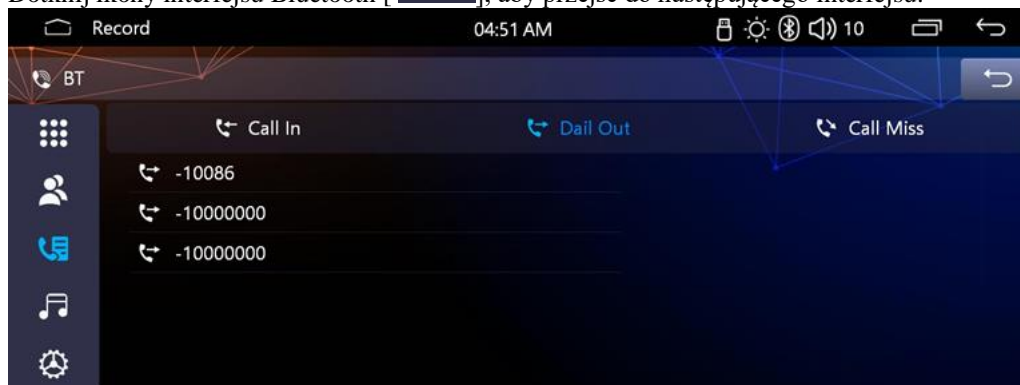 Dotknij ikony interfejsu Bluetooth [ ], aby przejść do następującego interfejsu:
Record 04:51 AM 10
BT
Call In Dail Out Call Miss
-10086
-10000000
-10000000